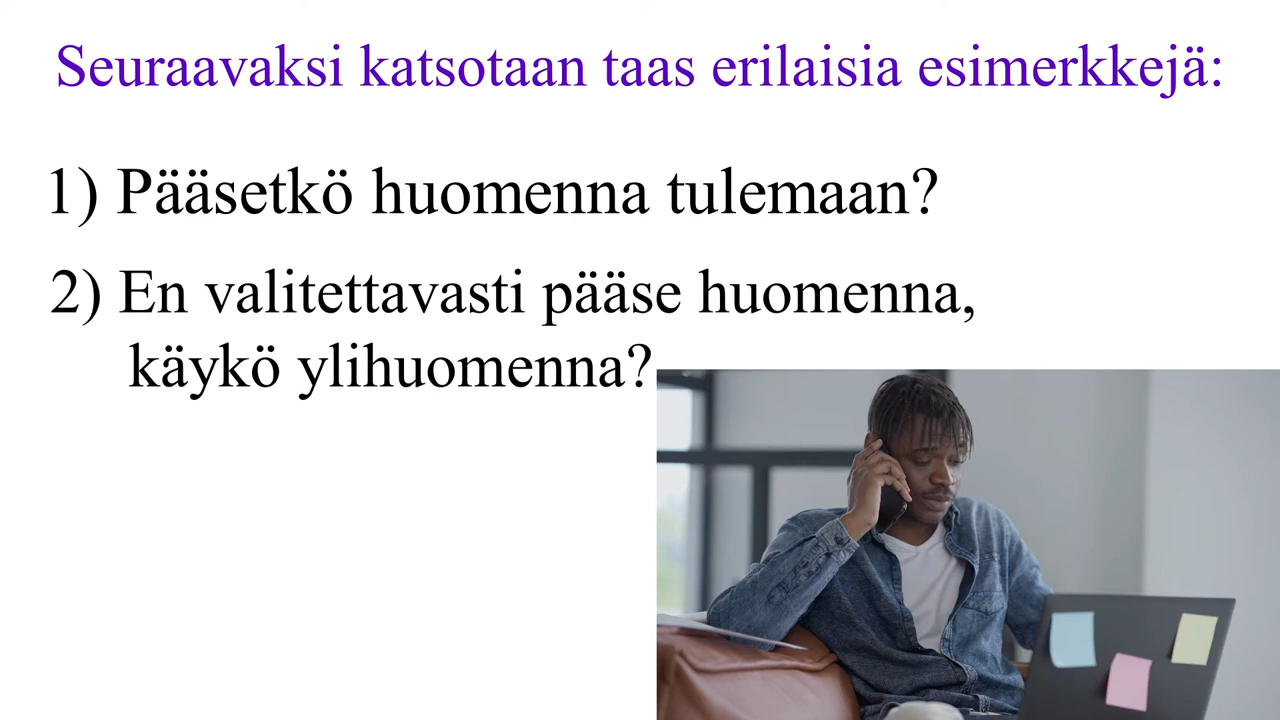 Seuraavaksi katsotaan taas erilaisia esimerkkejä:
1) Pääsetkö huomenna tulemaan?
2) En valitettavasti pääse huomenna,
käykö ylihuomenna?